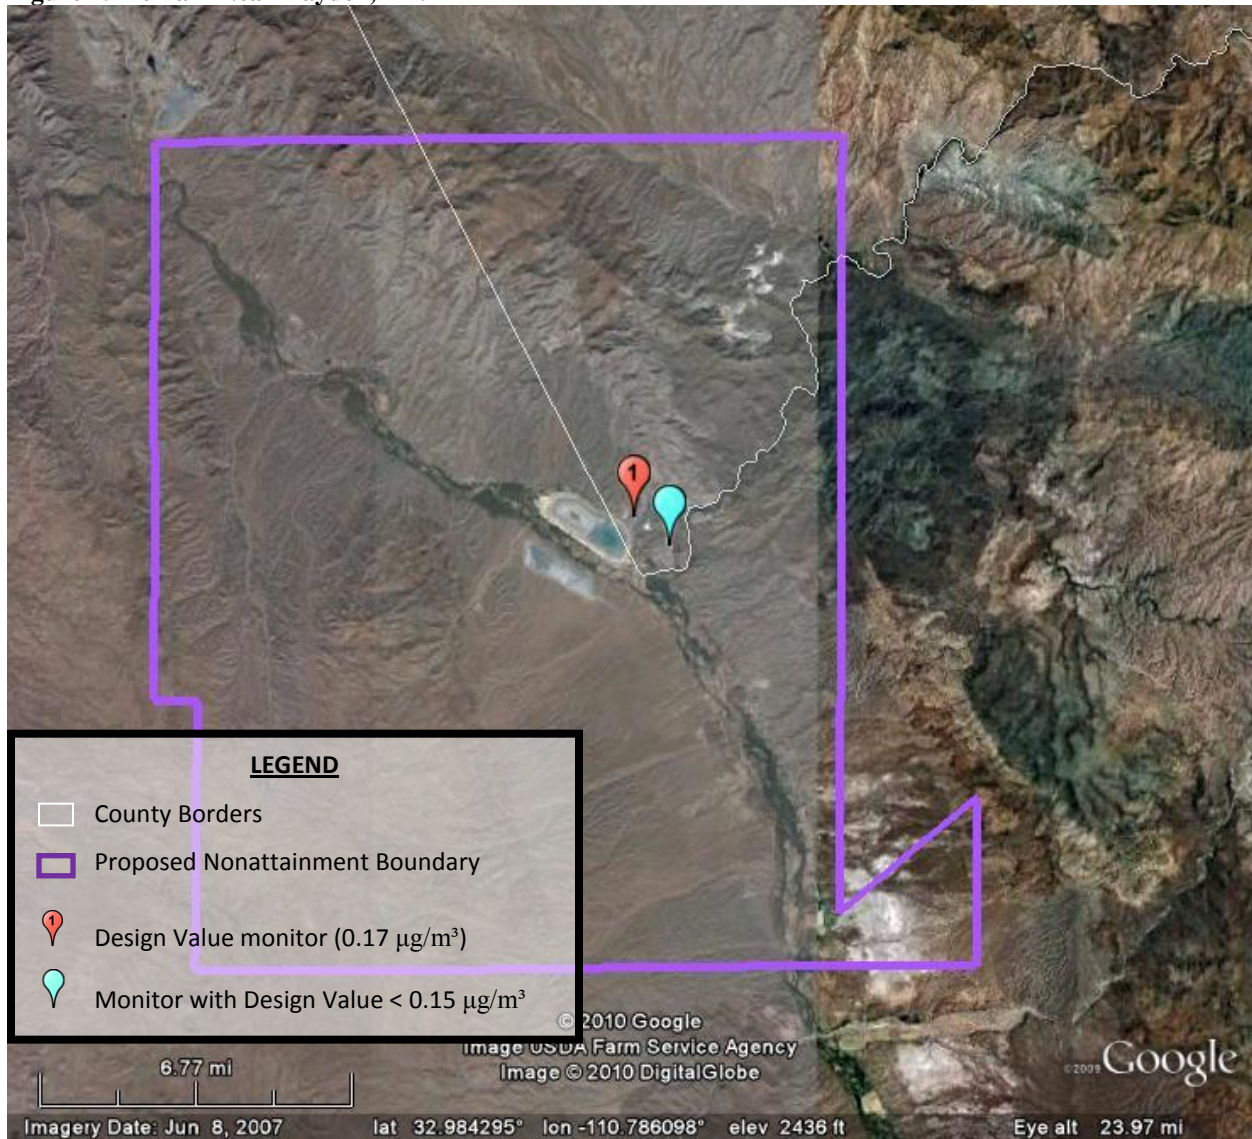 1
LEGEND
County Borders
Proposed Nonattainment Boundary
1
Design Value monitor (0.17 µg/m³)
Monitor with Design Value < 0.15 µg/m³
© 2010 Google
Image USDA Farm Service Agency
Image © 2010 DigitalGlobe
©2009 Google
6.77 mi
Imagery Date: Jun 8, 2007 lat 32.984295° lon -110.786098° elev 2436 ft Eye alt 23.97 mi